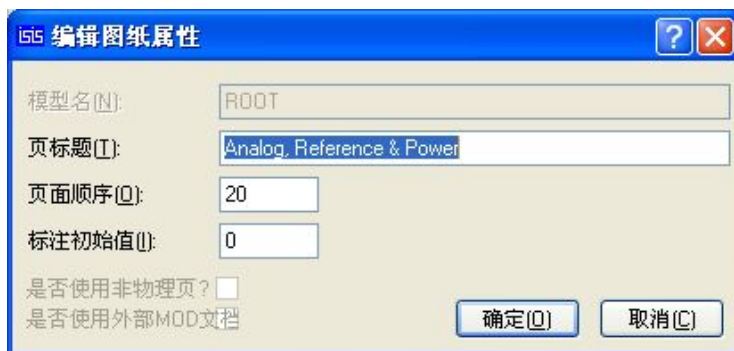 isis 编辑图纸属性
模型名(N): ROOT
页标题(T): Analog, Reference & Power
页面顺序(O): 20
标注初始值(I): 0
是否使用非物理页?
是否使用外部MOD文档
确定(O) 取消(C)